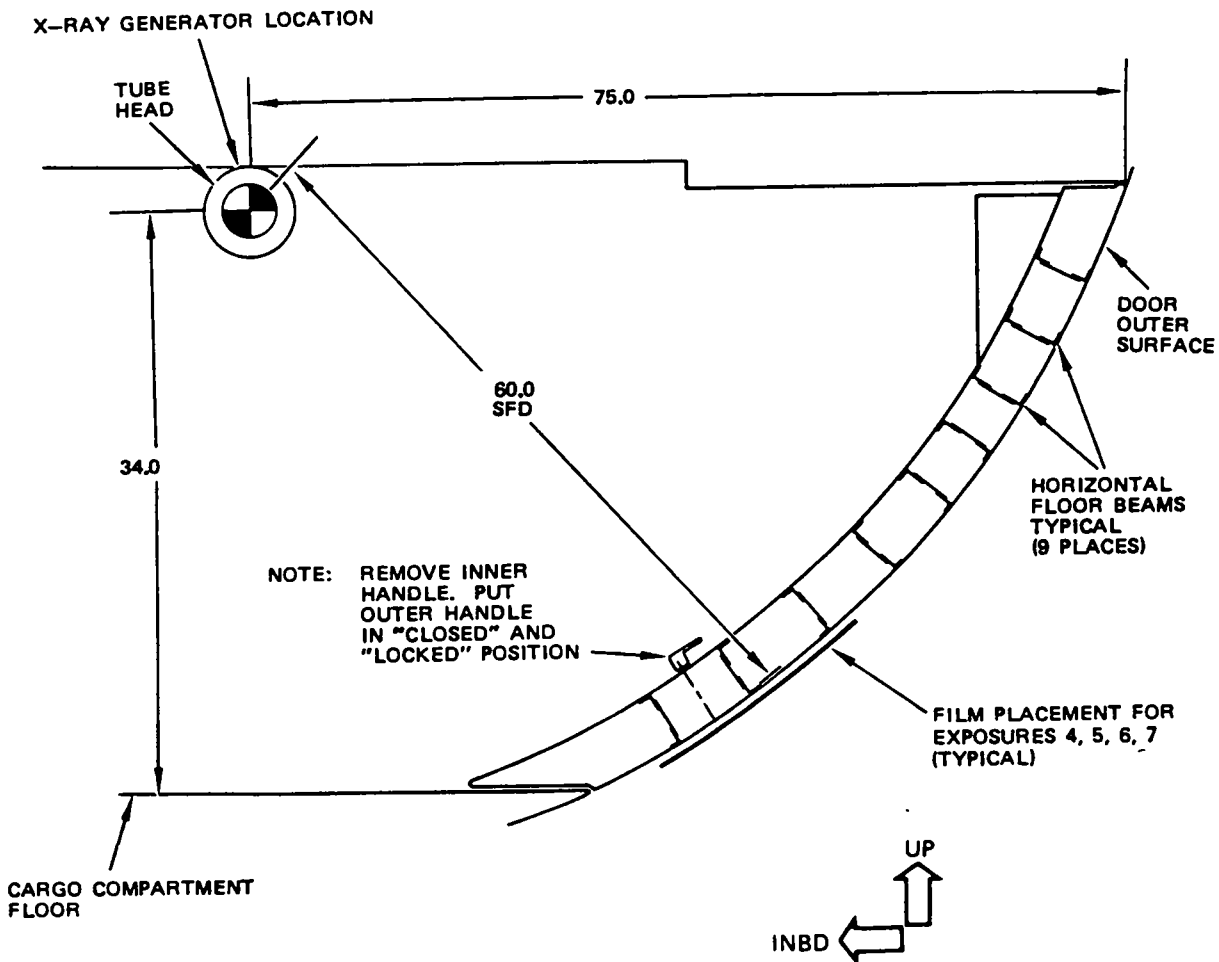 X-RAY GENERATOR LOCATION
TUBE
HEAD
75.0
DOOR
OUTER
SURFACE
60.0
SFD
34.0
HORIZONTAL
FLOOR BEAMS
TYPICAL
(9 PLACES)
NOTE: REMOVE INNER
HANDLE. PUT
OUTER HANDLE
IN "CLOSED" AND
"LOCKED" POSITION
FILM PLACEMENT FOR
EXPOSURES 4, 5, 6, 7
(TYPICAL)
CARGO COMPARTMENT
FLOOR
UP
INBD